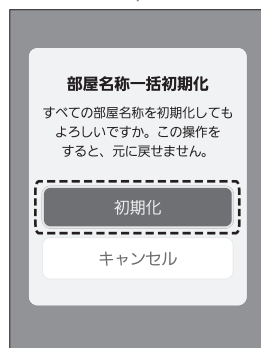 部屋名称一括初期化
すべての部屋名称を初期化しても
よろしいですか。この操作を
すると、元に戻せません。
初期化
キャンセル